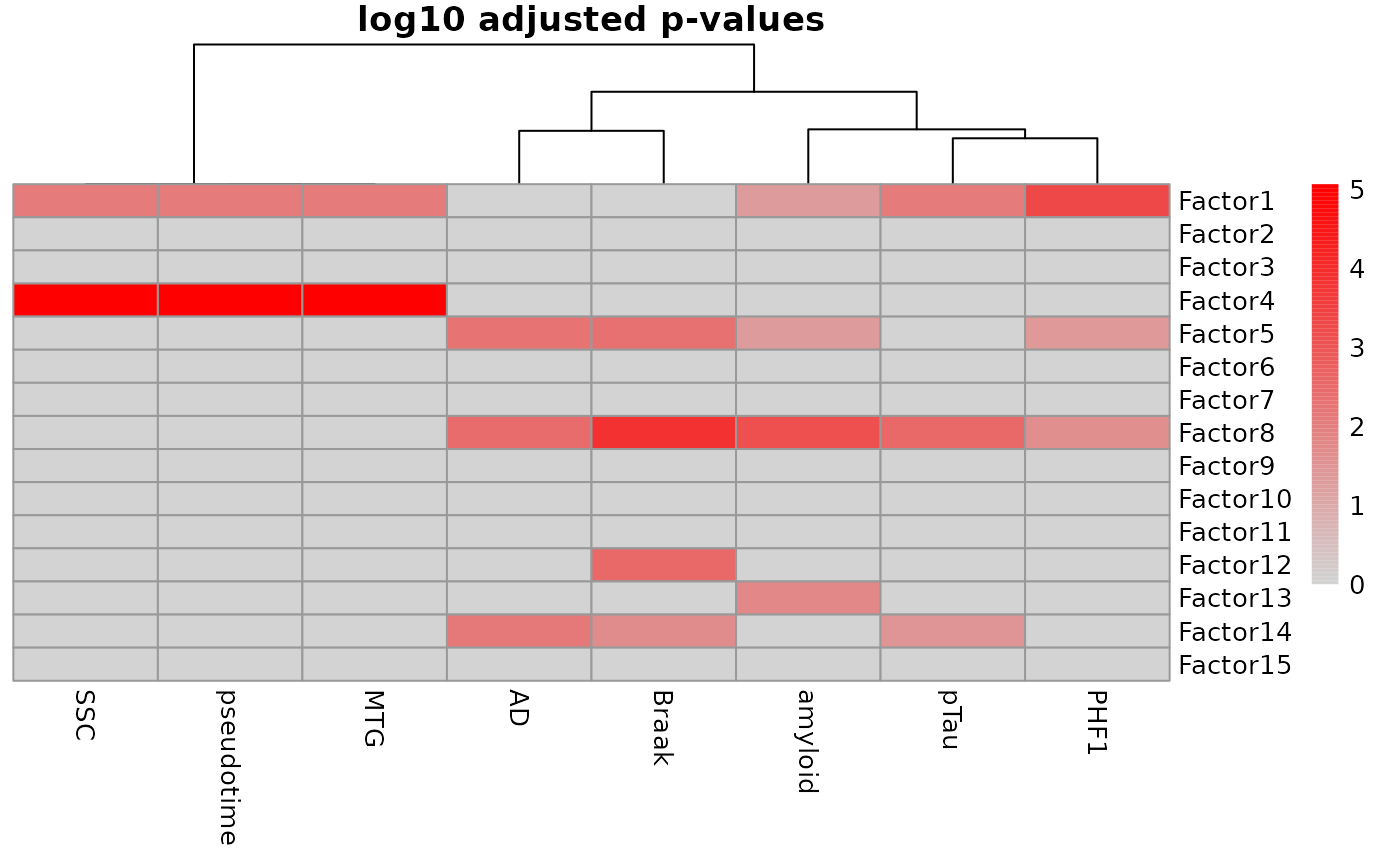 log10 adjusted p-values
Factor1
Factor2
Factor3
Factor4
Factor5
Factor6
Factor7
Factor8
Factor9
Factor10
Factor11
Factor12
Factor13
Factor14
Factor15
5
4
3
2
1
0
SSC
pseudotime
MTG
AD
Braak
amyloid
pTau
PHF1